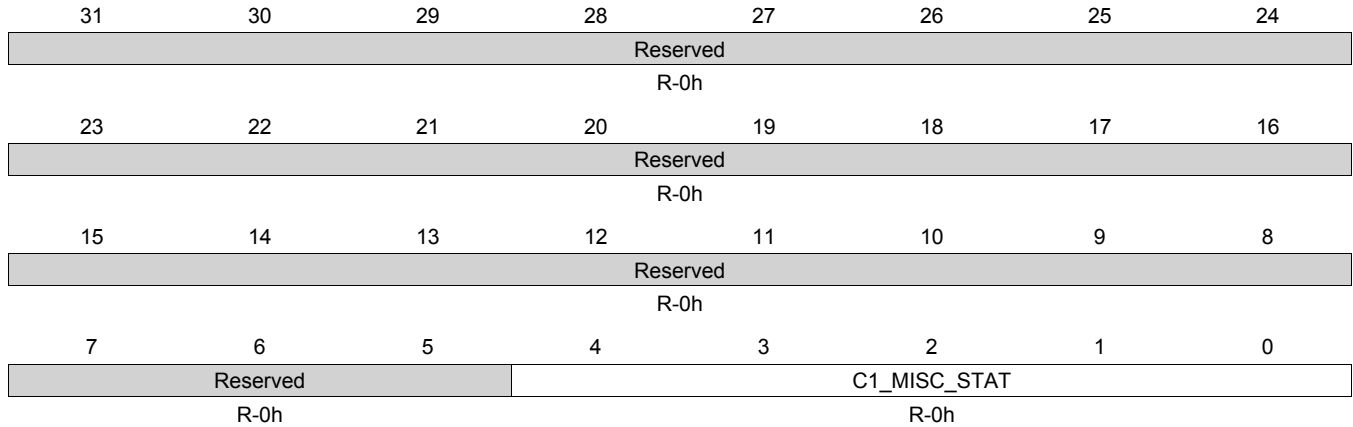 31 30 29 28 27 26 25 24
Reserved
R-0h
23 22 21 20 19 18 17 16
Reserved
R-0h
15 14 13 12 11 10 9 8
Reserved
R-0h
7 6 5 4 3 2 1 0
Reserved C1_MISC_STAT
R-0h R-0h